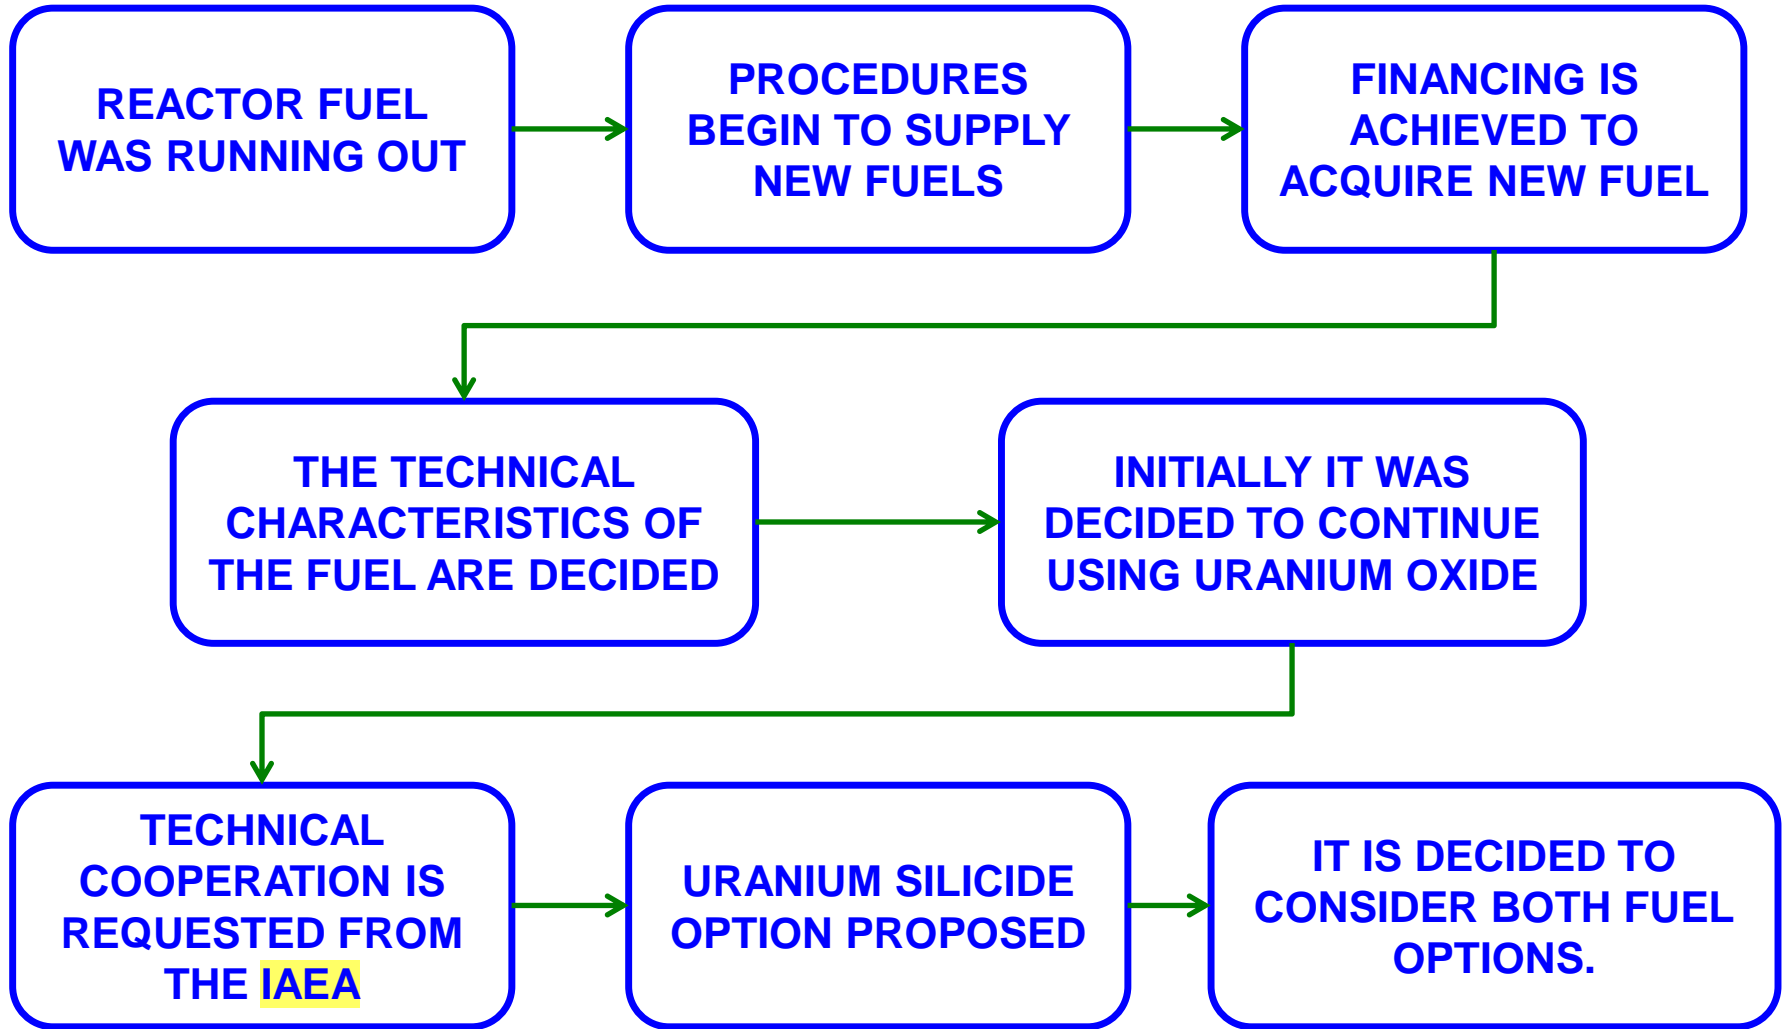 REACTOR FUEL
WAS RUNNING OUT
PROCEDURES
BEGIN TO SUPPLY
NEW FUELS
FINANCING IS
ACHIEVED TO
ACQUIRE NEW FUEL
THE TECHNICAL
CHARACTERISTICS OF
THE FUEL ARE DECIDED
INITIALLY IT WAS
DECIDED TO CONTINUE
USING URANIUM OXIDE
TECHNICAL
COOPERATION IS
REQUESTED FROM
THE IAEA
URANIUM SILICIDE
OPTION PROPOSED
IT IS DECIDED TO
CONSIDER BOTH FUEL
OPTIONS.